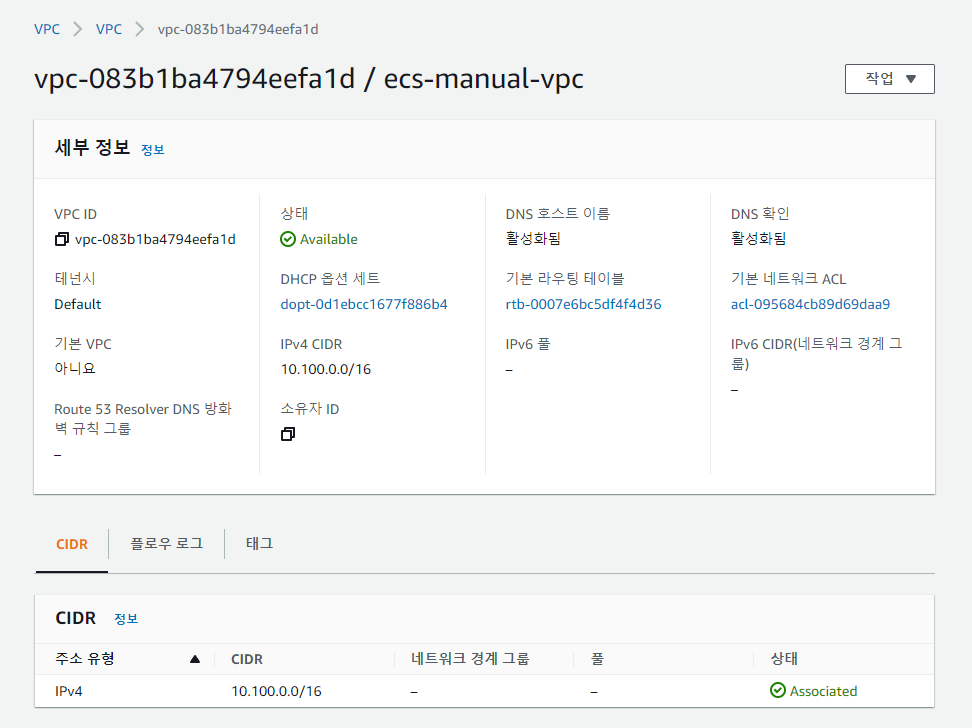 VPC > VPC > vpc-083b1ba4794eefa1d
vpc-083b1ba4794eefa1d / ecs-manual-vpc
작업 ▼
세부 정보 정보
VPC ID
vpc-083b1ba4794eefa1d
상태
Available
DNS 호스트 이름
활성화됨
DNS 확인
활성화됨
테넌시
Default
DHCP 옵션 세트
dopt-0d1ebcc1677f886b4
기본 라우팅 테이블
rtb-0007e6bc5df4f4d36
기본 네트워크 ACL
acl-095684cb89d69daa9
기본 VPC
아니요
IPv4 CIDR
10.100.0.0/16
IPv6 풀
–
IPv6 CIDR(네트워크 경계 그
룹)
–
Route 53 Resolver DNS 방화
벽 규칙 그룹
–
소유자 ID
CIDR 플로우 로그 태그
CIDR 정보
주소 유형 ▲ CIDR 네트워크 경계 그룹 풀 상태
IPv4 10.100.0.0/16 – – Associated